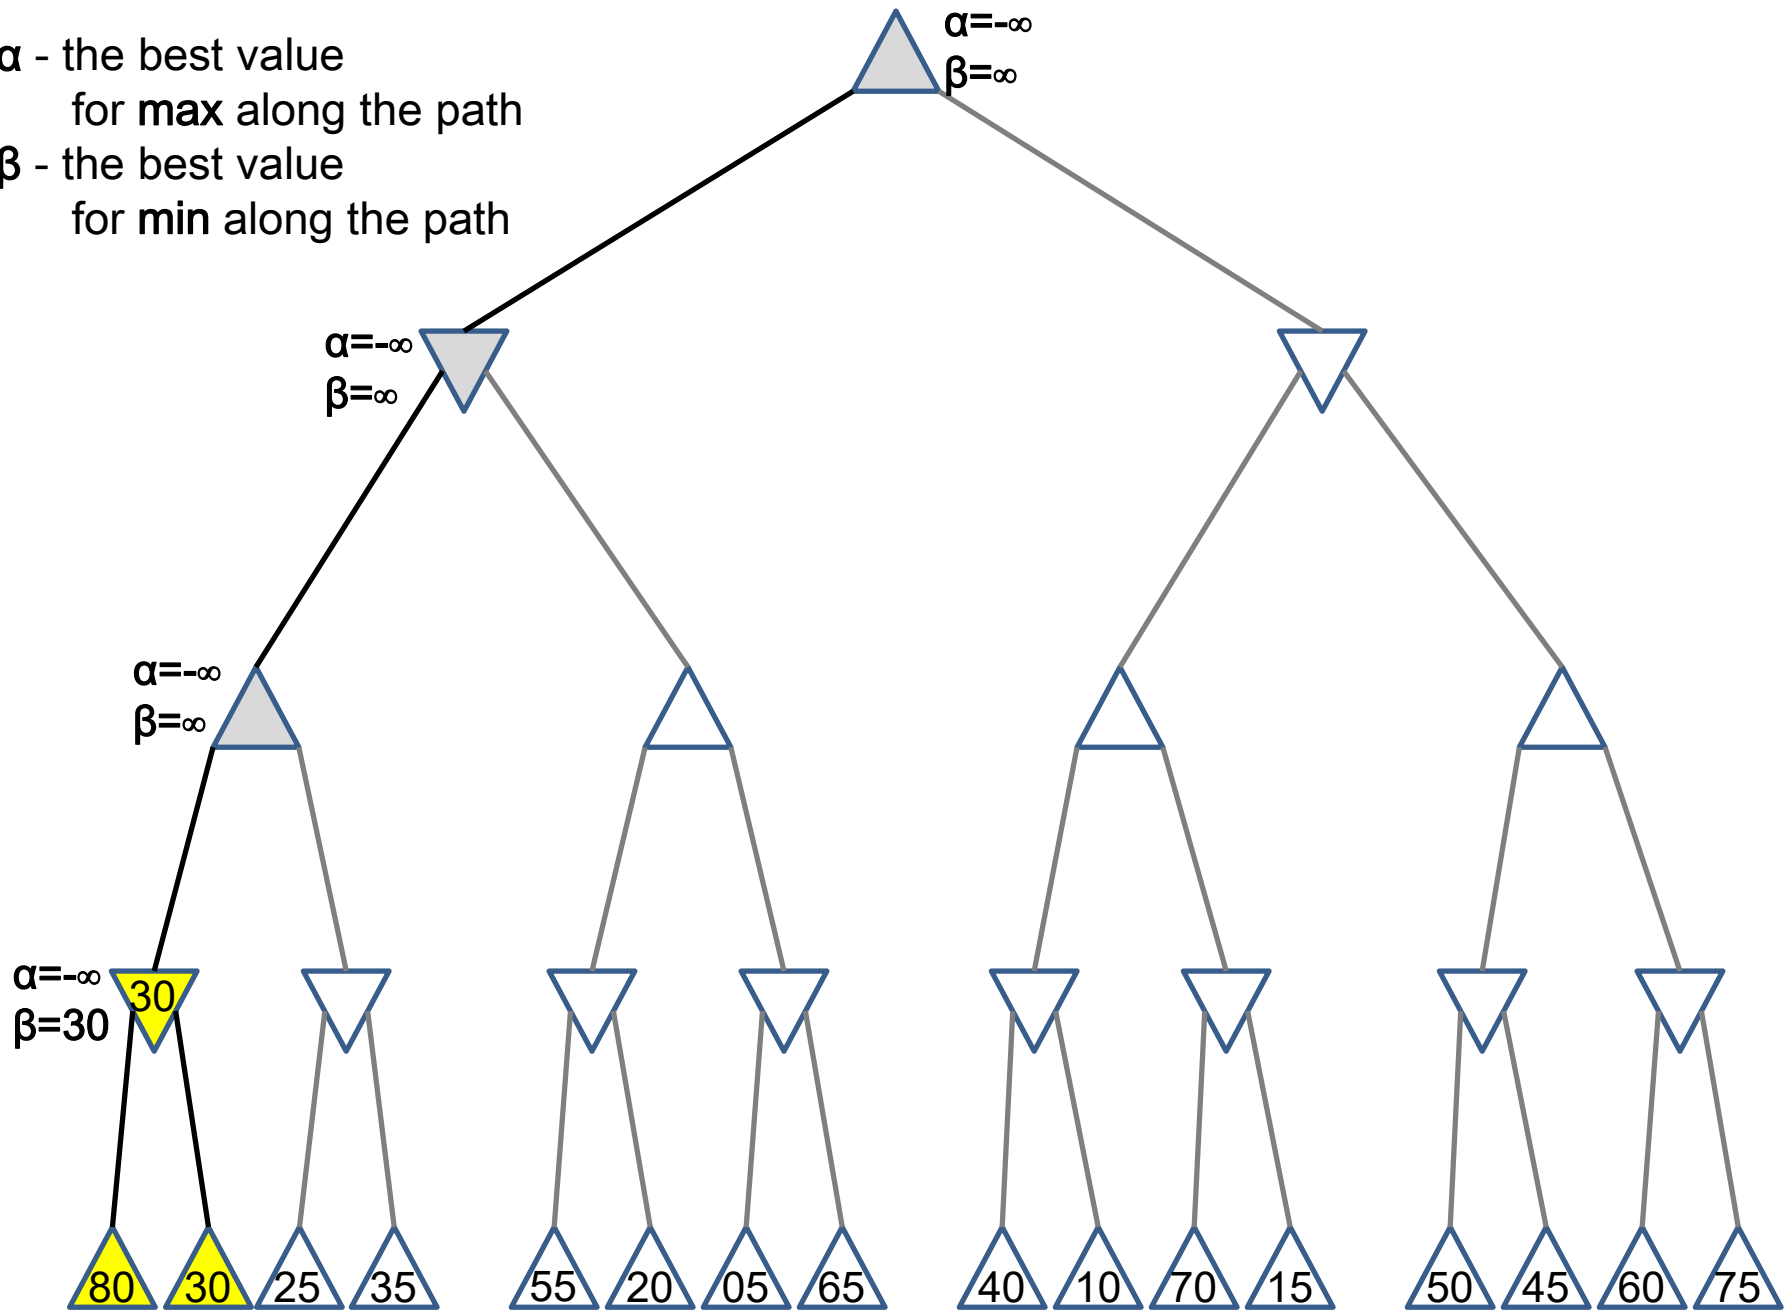 α=-∞
β=∞
α - the best value
for max along the path
β - the best value
for min along the path
α=-∞
β=∞
α=-∞
β=∞
α=-∞
β=30
30
80 30 25 35 55 20 05 65 40 10 70 15 50 45 60 75